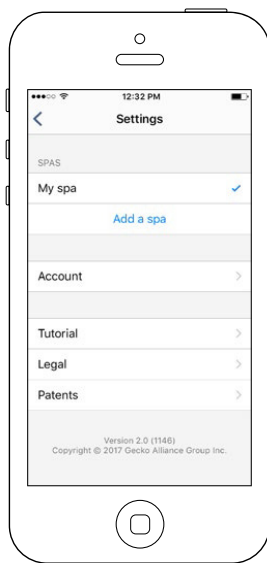 12:32 PM
Settings
SPAS
My spa
Add a spa
Account
Tutorial
Legal
Patents
Version 2.0 (1146)
Copyright © 2017 Gecko Alliance Group Inc.